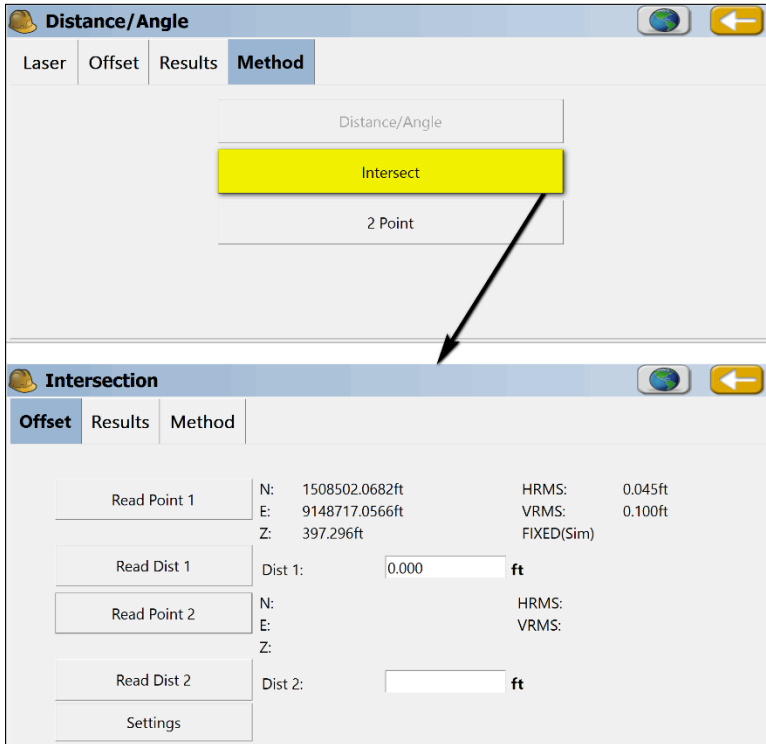 Distance/Angle
Laser Offset Results Method
Distance/Angle
Intersect
2 Point
Intersection
Offset Results Method
Read Point 1 N: 1508502.0682ft HRMS: 0.045ft
E: 9148717.0566ft VRMS: 0.100ft
Z: 397.296ft FIXED(Sim)
Read Dist 1 Dist 1: 0.000 ft
Read Point 2 N: HRMS:
E: VRMS:
Z:
Read Dist 2 Dist 2: ft
Settings